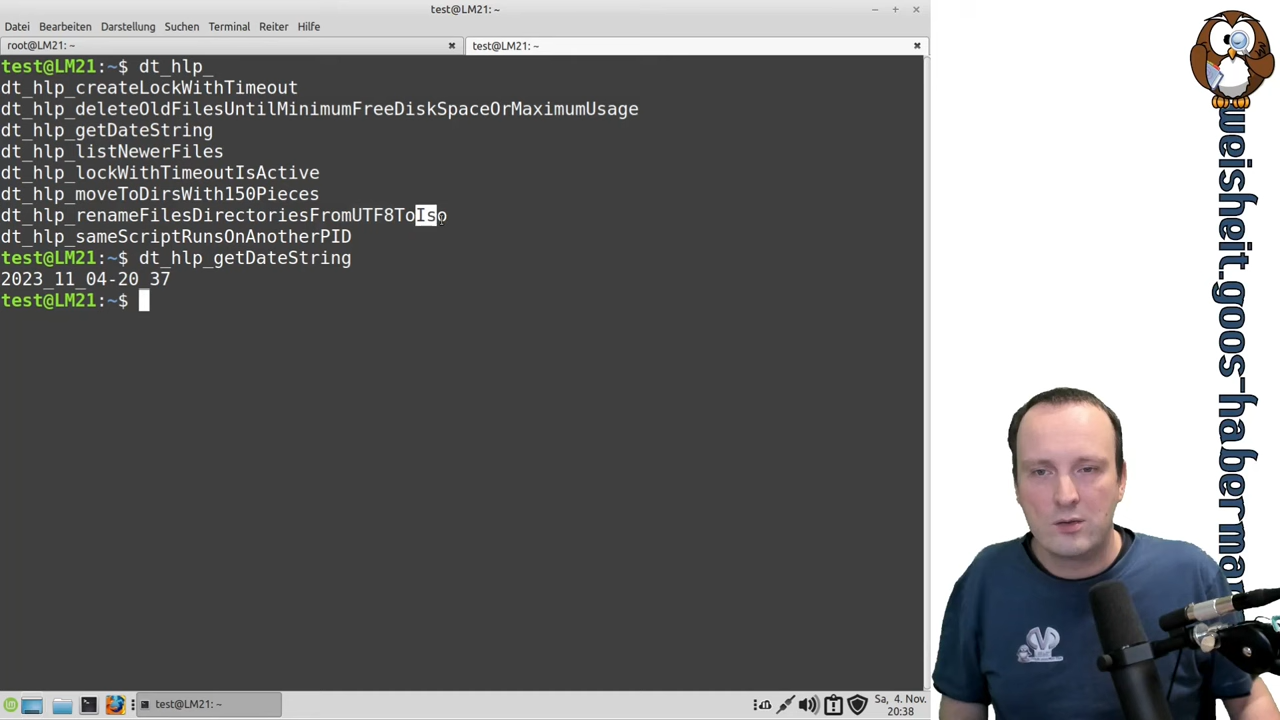 test@LM21: ~
Datei Bearbeiten Darstellung Suchen Terminal Reiter Hilfe
root@LM21: ~
test@LM21: ~
test@LM21:~$ dt_hlp_
dt_hlp_createLockWithTimeout
dt_hlp_deleteOldFilesUntilMinimumFreeDiskSpaceOrMaximumUsage
dt_hlp_getDateString
dt_hlp_listNewerFiles
dt_hlp_lockWithTimeoutIsActive
dt_hlp_moveToDirsWith150Pieces
dt_hlp_renameFilesDirectoriesFromUTF8ToIso
dt_hlp_sameScriptRunsOnAnotherPID
test@LM21:~$ dt_hlp_getDateString
2023_11_04-20_37
test@LM21:~$
test@LM21: ~
Sa, 4. Nov.
20:38
weisheit.goos-haberman